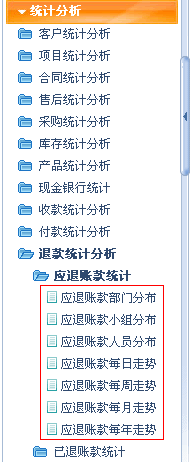 统计分析
客户统计分析
项目统计分析
合同统计分析
售后统计分析
采购统计分析
库存统计分析
产品统计分析
现金银行统计
收款统计分析
付款统计分析
退款统计分析
应退账款统计
应退账款部门分布
应退账款小组分布
应退账款人员分布
应退账款每日走势
应退账款每周走势
应退账款每月走势
应退账款每年走势
已退账款统计